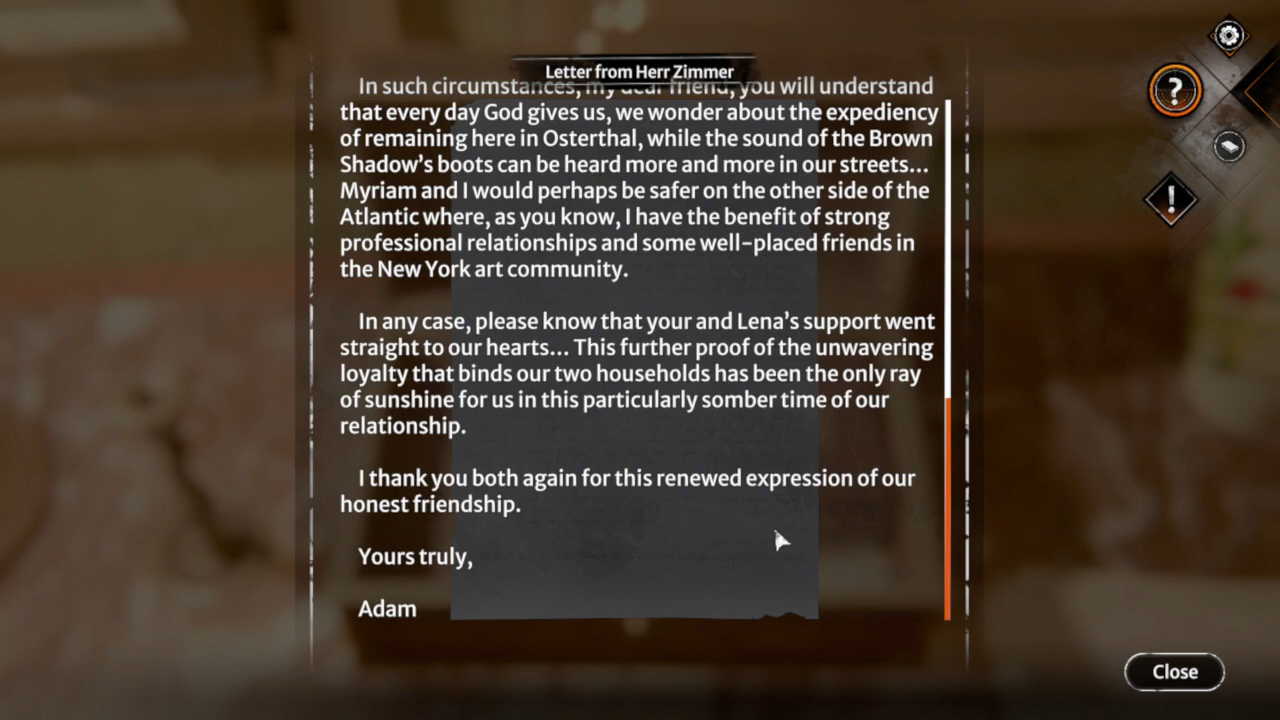 Letter from Herr Zimmer
In such circumstances, my dear friend, you will understand
that every day God gives us, we wonder about the expediency
of remaining here in Osterthal, while the sound of the Brown
Shadow’s boots can be heard more and more in our streets...
Myriam and I would perhaps be safer on the other side of the
Atlantic where, as you know, I have the benefit of strong
professional relationships and some well-placed friends in
the New York art community.
In any case, please know that your and Lena’s support went
straight to our hearts... This further proof of the unwavering
loyalty that binds our two households has been the only ray
of sunshine for us in this particularly somber time of our
relationship.
I thank you both again for this renewed expression of our
honest friendship.
Yours truly,
Adam
?
!
Close